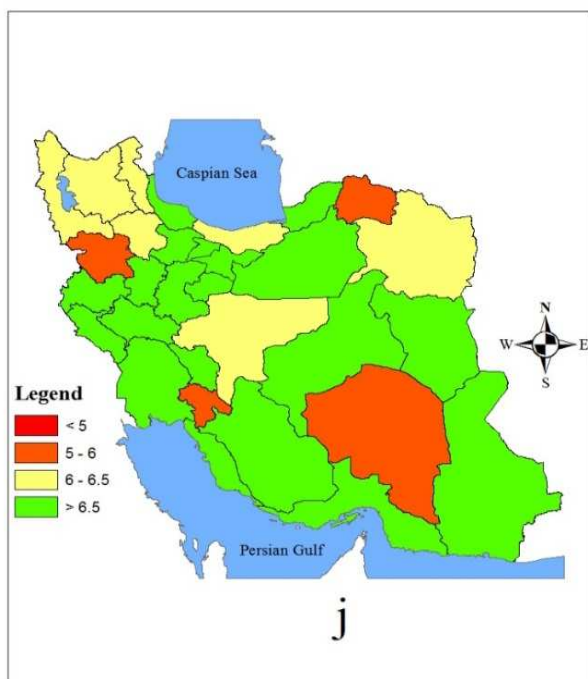 Caspian Sea
N
W E
S
Legend
< 5
5 - 6
6 - 6.5
> 6.5
Persian Gulf
j